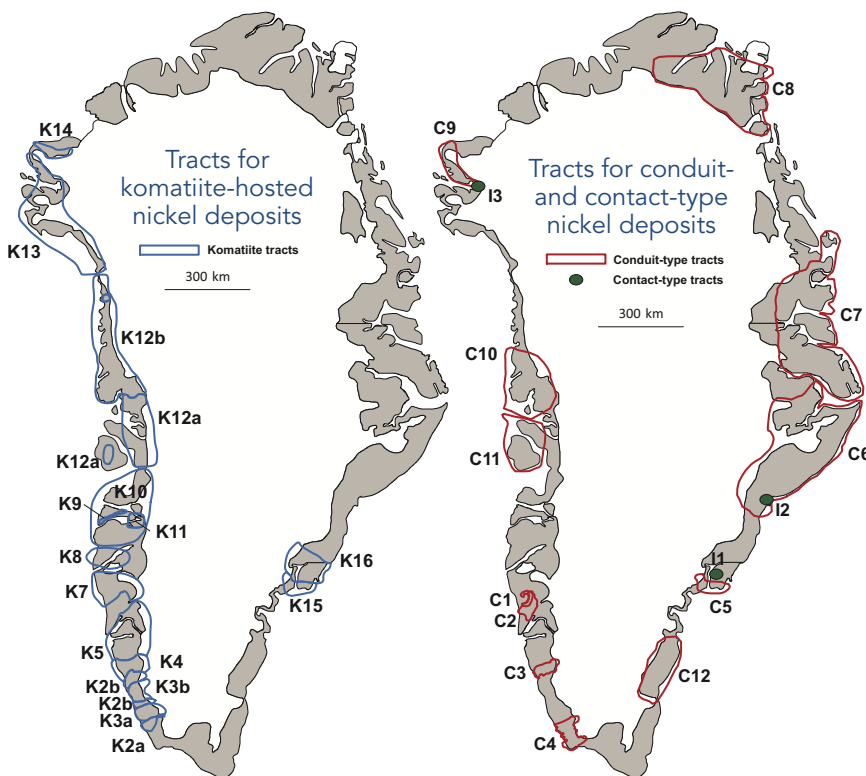 K14
Tracts for
komatiite-hosted
nickel deposits
Komatiite tracts
300 km
K13
K12b
K12a
K12a
K10
K9
K11
K8
K7
K16
K15
K5
K4
K2b
K3b
K2b
K3a
K2a
C8
C9
I3
Tracts for conduit-
and contact-type
nickel deposits
Conduit-type tracts
Contact-type tracts
300 km
C7
C10
C11
C6
I2
I1
C5
C1
C2
C3
C12
C4